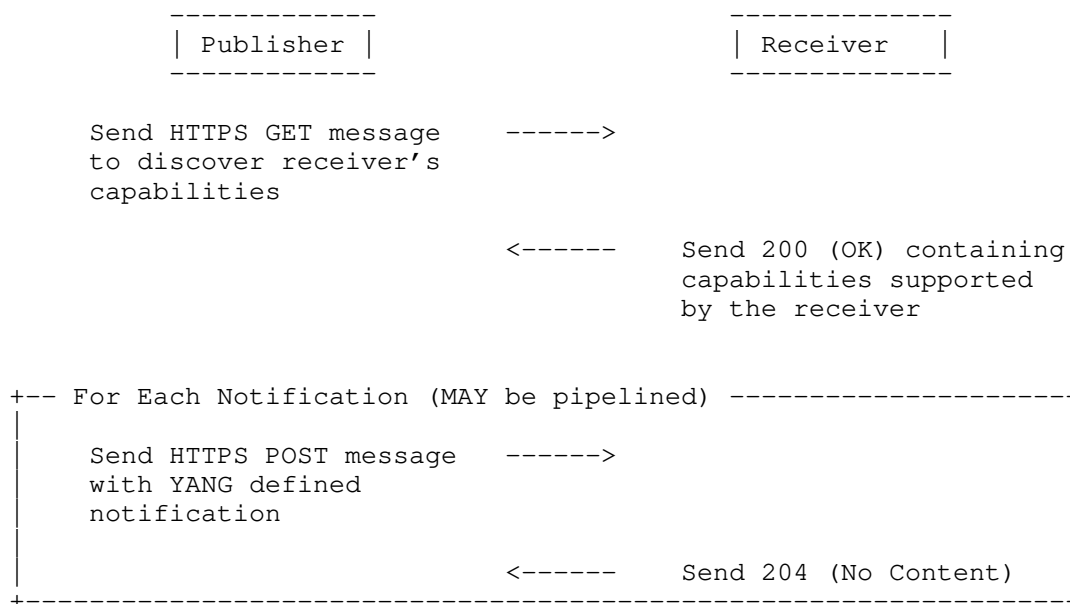 Publisher Receiver
Send HTTPS GET message ------>
to discover receiver's
capabilities
<------ Send 200 (OK) containing
capabilities supported
by the receiver
+-- For Each Notification (MAY be pipelined) ----------------------
Send HTTPS POST message ------>
with YANG defined
notification
<------ Send 204 (No Content)